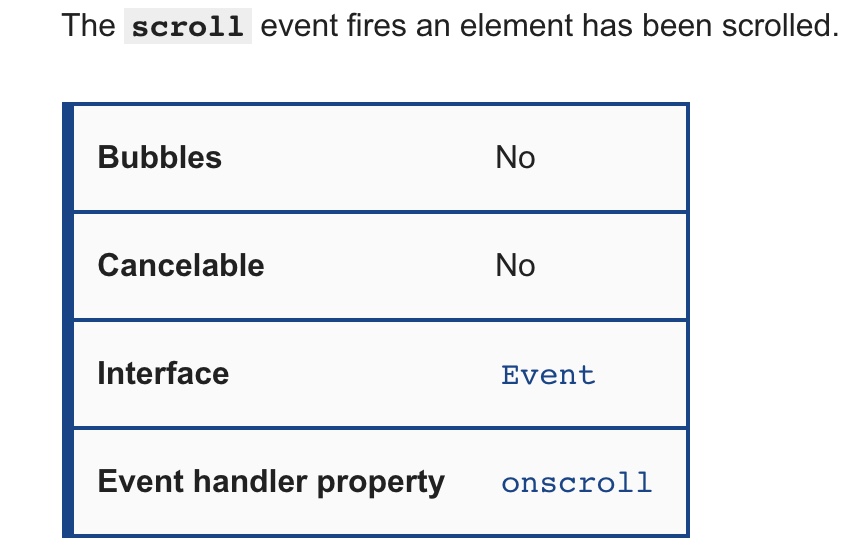 The scroll event fires an element has been scrolled.
Bubbles No
Cancelable No
Interface Event
Event handler property onscroll